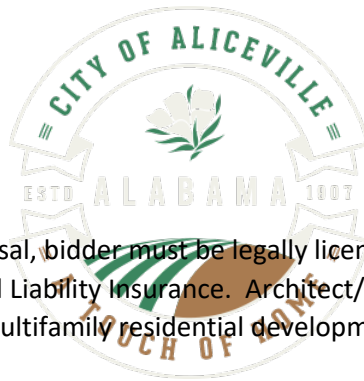 CITY OF ALICEVILLE
ESTD ALABAMA 1907
sal, bidder must be legally licen
l Liability Insurance. Architect/
ultifamily residential developm
A TOUCH OF HOME